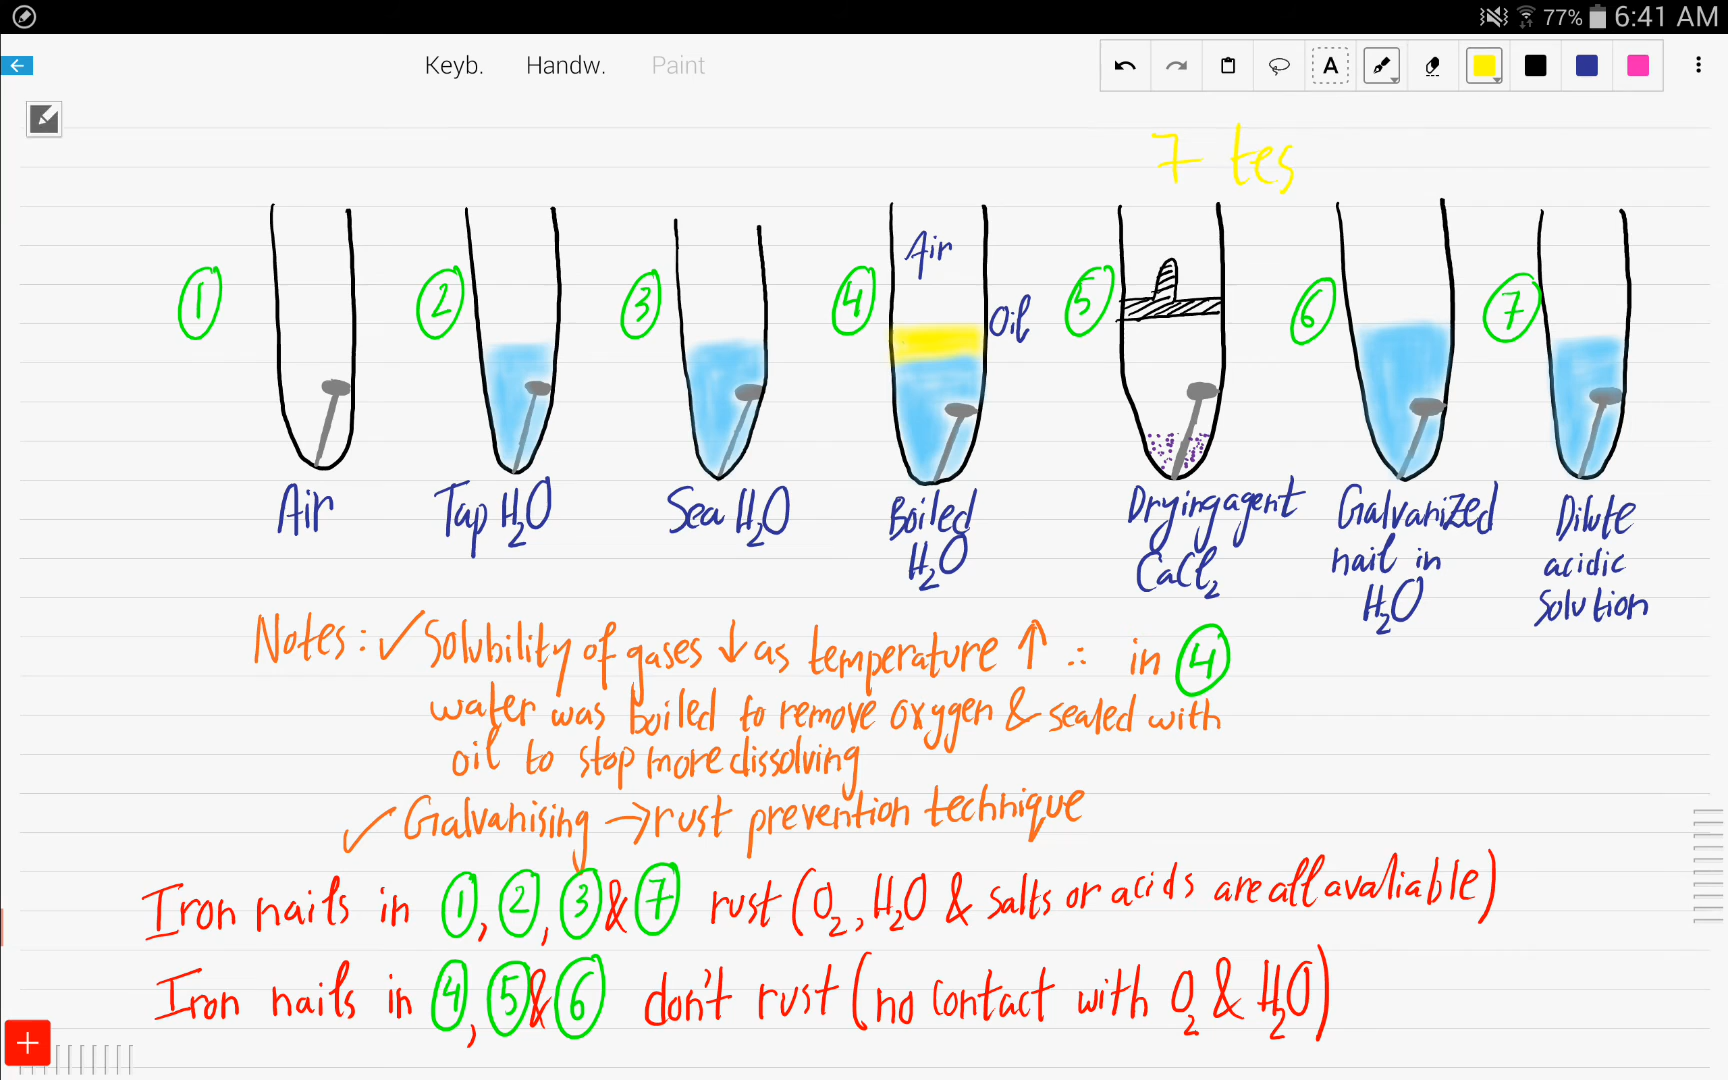 77% 6:41 AM
Keyb. Handw. Paint
A
7 tes
Air
Oil
1 2 3 4 5 6 7
Air
Tap H₂O
Sea H₂O
Boiled
H₂O
Dryingagent
CaCl₂
Galvanized
nail in
H₂O
Dilute
acidic
solution
Notes: ✓ Solubility of gases ↓ as temperature ↑ ∴ in 4
water was boiled to remove oxygen & sealed with
oil to stop more dissolving
✓ Galvanising → rust prevention technique
Iron nails in 1, 2, 3 & 7 rust (O₂, H₂O & salts or acids are all avaliable)
Iron nails in 4, 5 & 6 don't rust (no contact with O₂ & H₂O)